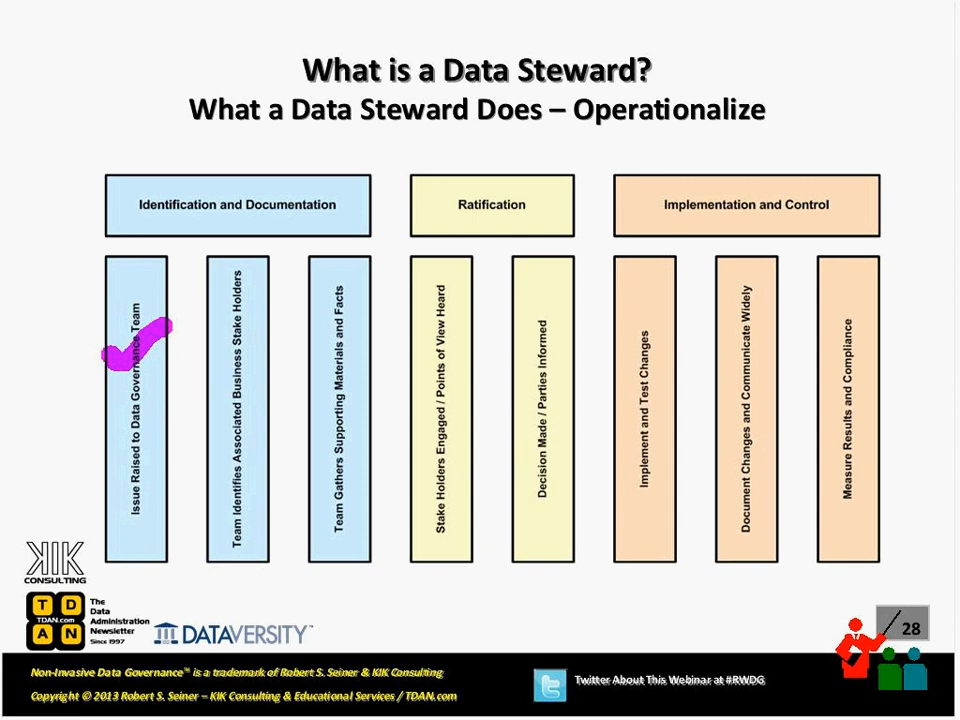 What is a Data Steward?
What a Data Steward Does – Operationalize
Identification and Documentation
Ratification
Implementation and Control
Issue Raised to Data Governance Team
Team Identifies Associated Business Stake Holders
Team Gathers Supporting Materials and Facts
Stake Holders Engaged / Points of View Heard
Decision Made / Parties Informed
Implement and Test Changes
Document Changes and Communicate Widely
Measure Results and Compliance
KIK
CONSULTING
T D
TDAN.com
A N
The
Data
Administration
Newsletter
Since 1997
DATAVERSITY™
28
Non-Invasive Data Governance™ is a trademark of Robert S. Seiner & KIK Consulting
Copyright © 2013 Robert S. Seiner – KIK Consulting & Educational Services / TDAN.com
Twitter About This Webinar at #RWDG